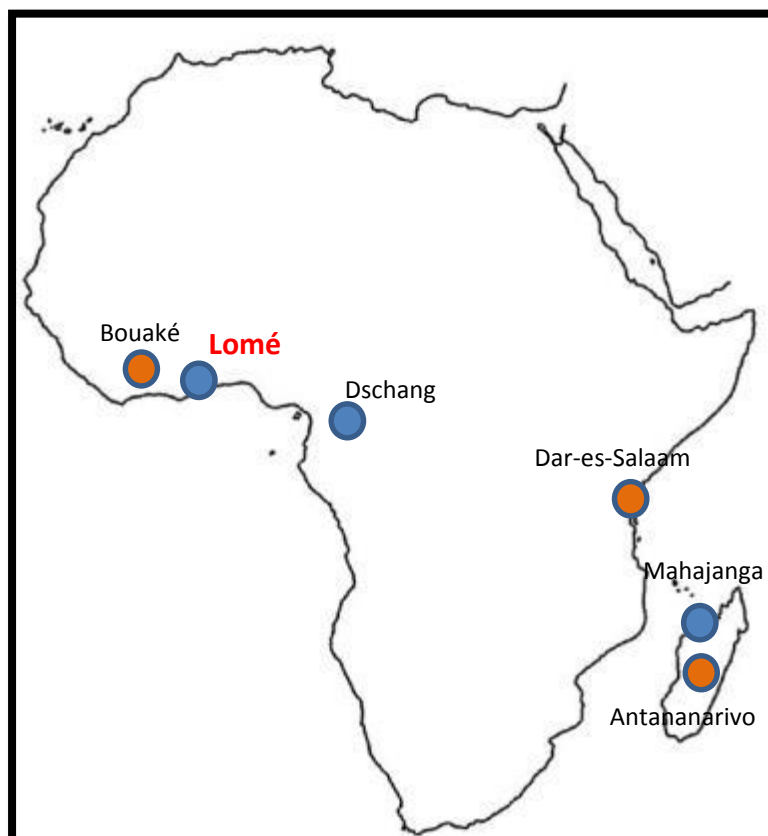 Bouaké
Lomé
Dschang
Dar-es-Salaam
Mahajanga
Antananarivo